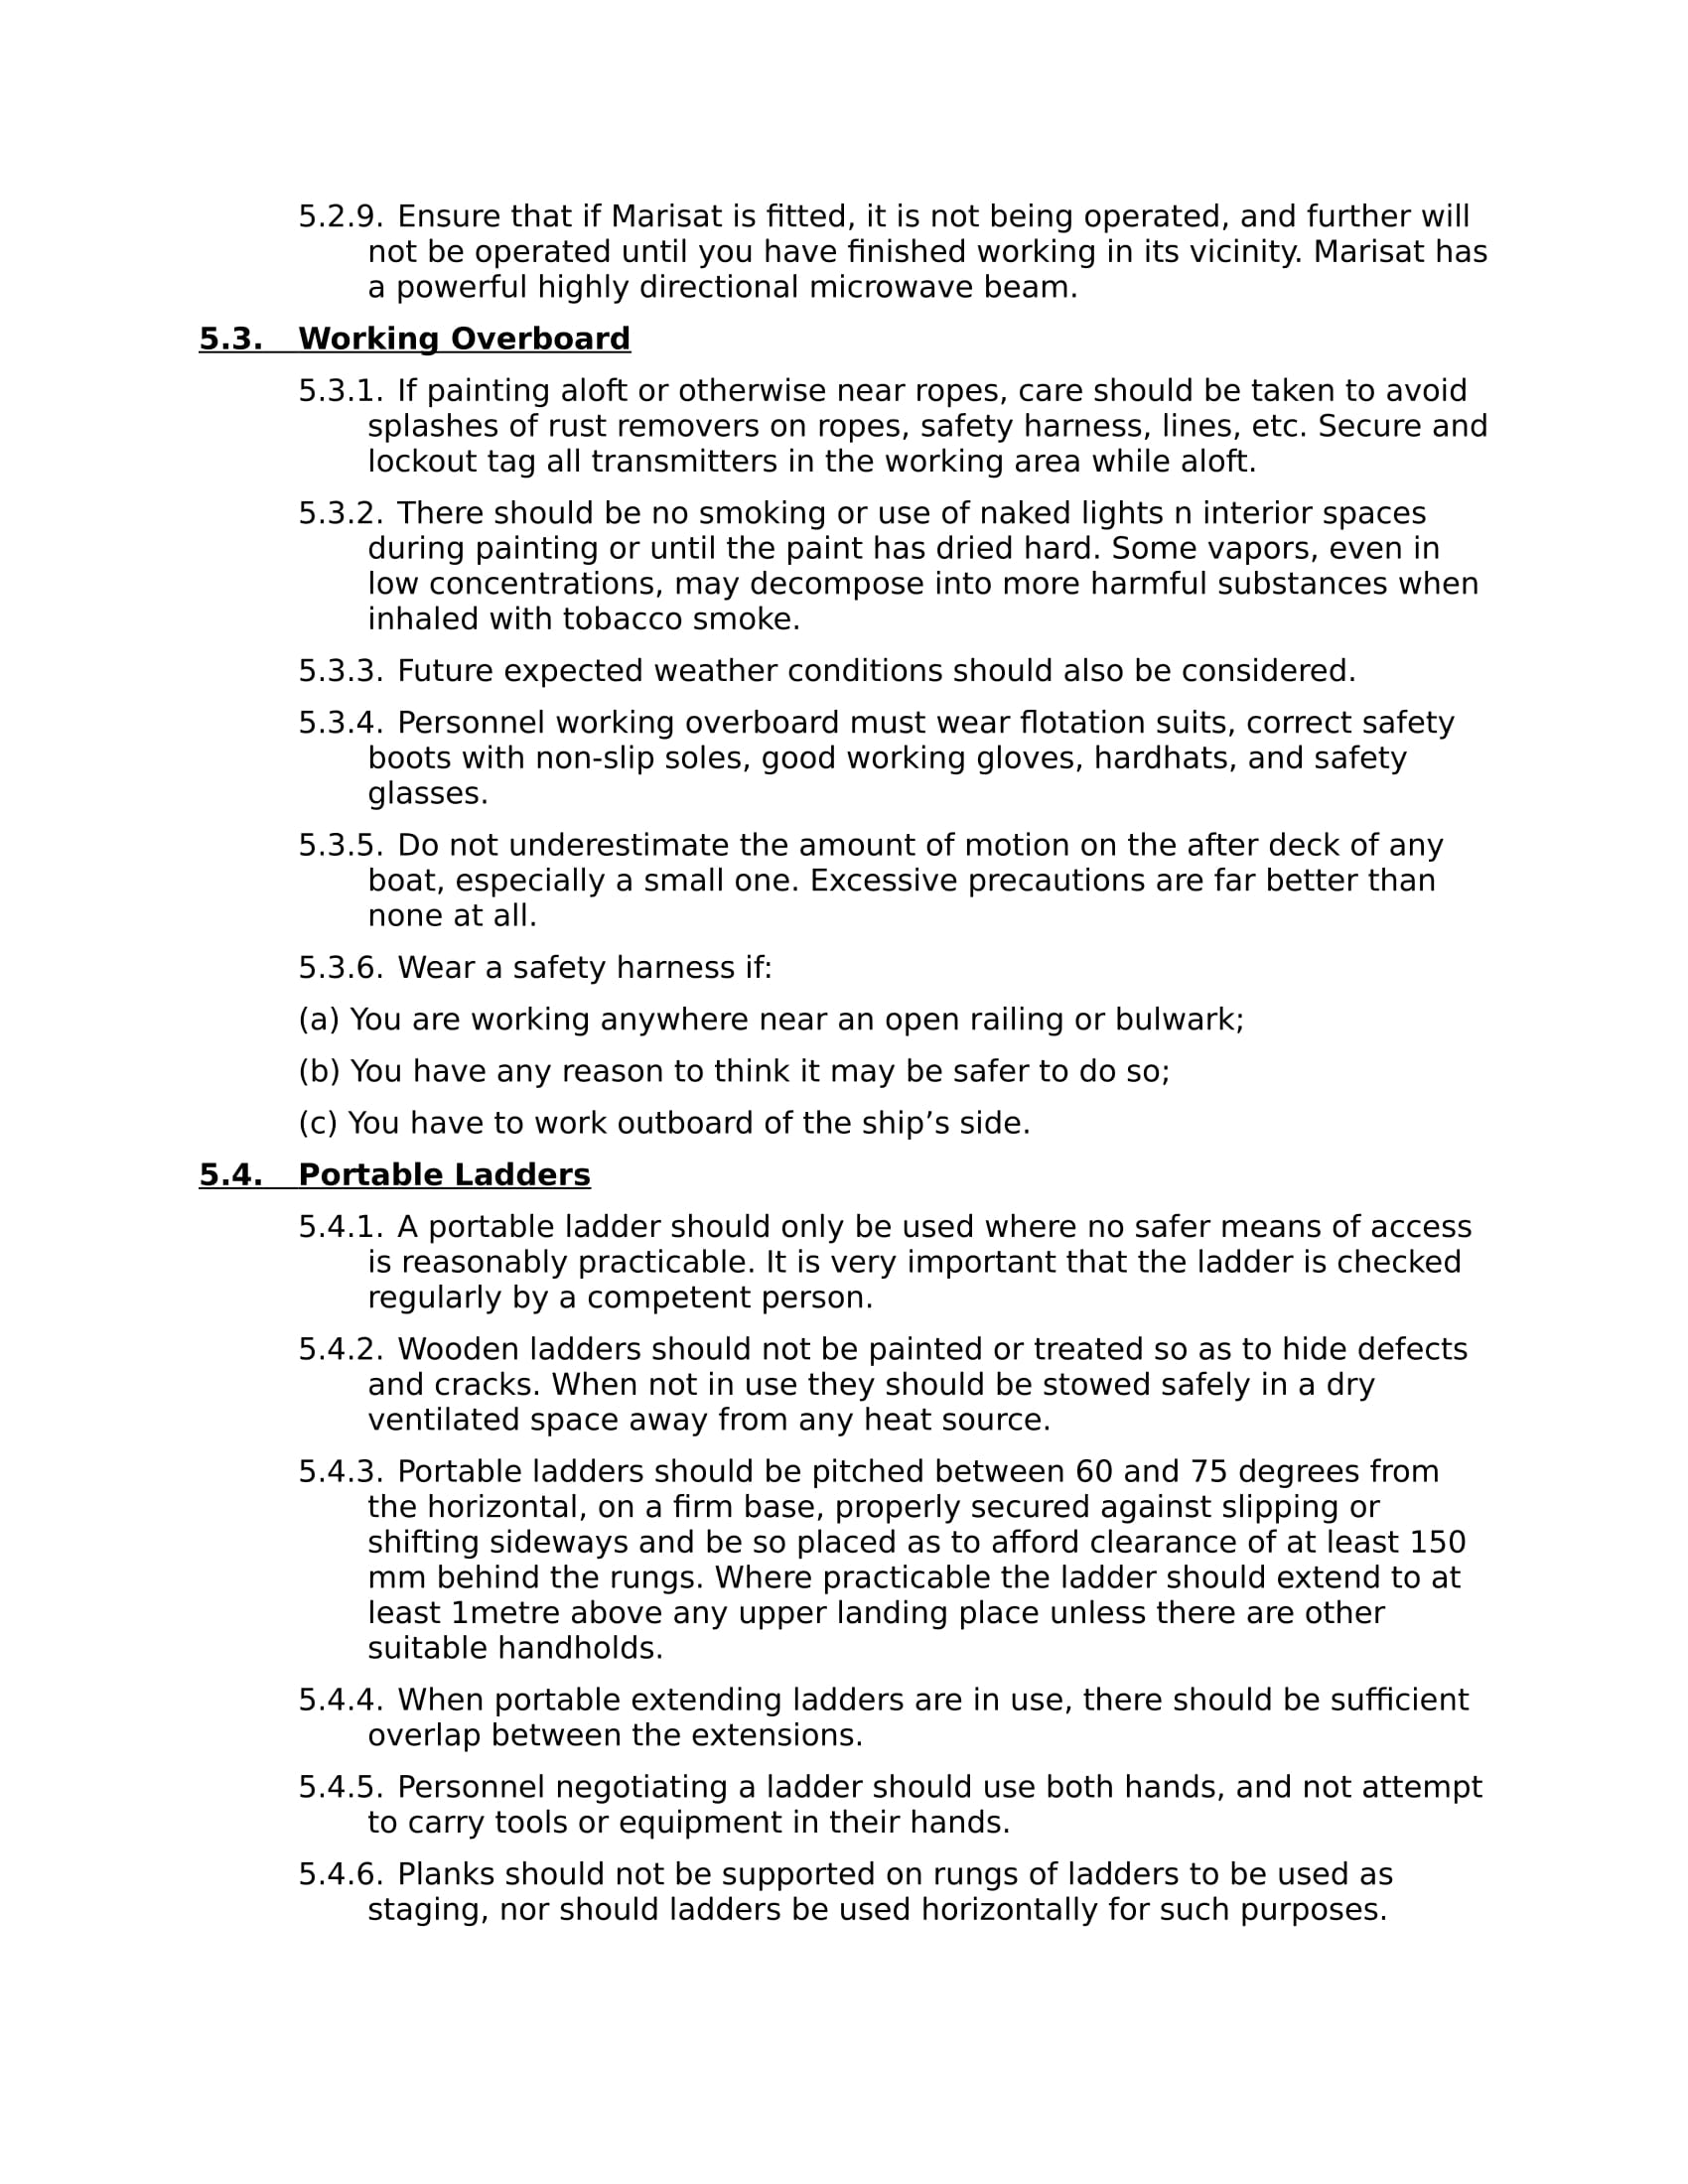 5.2.9. Ensure that if Marisat is fitted, it is not being operated, and further will
not be operated until you have finished working in its vicinity. Marisat has
a powerful highly directional microwave beam.
5.3. Working Overboard
5.3.1. If painting aloft or otherwise near ropes, care should be taken to avoid
splashes of rust removers on ropes, safety harness, lines, etc. Secure and
lockout tag all transmitters in the working area while aloft.
5.3.2. There should be no smoking or use of naked lights n interior spaces
during painting or until the paint has dried hard. Some vapors, even in
low concentrations, may decompose into more harmful substances when
inhaled with tobacco smoke.
5.3.3. Future expected weather conditions should also be considered.
5.3.4. Personnel working overboard must wear flotation suits, correct safety
boots with non-slip soles, good working gloves, hardhats, and safety
glasses.
5.3.5. Do not underestimate the amount of motion on the after deck of any
boat, especially a small one. Excessive precautions are far better than
none at all.
5.3.6. Wear a safety harness if:
(a) You are working anywhere near an open railing or bulwark;
(b) You have any reason to think it may be safer to do so;
(c) You have to work outboard of the ship’s side.
5.4. Portable Ladders
5.4.1. A portable ladder should only be used where no safer means of access
is reasonably practicable. It is very important that the ladder is checked
regularly by a competent person.
5.4.2. Wooden ladders should not be painted or treated so as to hide defects
and cracks. When not in use they should be stowed safely in a dry
ventilated space away from any heat source.
5.4.3. Portable ladders should be pitched between 60 and 75 degrees from
the horizontal, on a firm base, properly secured against slipping or
shifting sideways and be so placed as to afford clearance of at least 150
mm behind the rungs. Where practicable the ladder should extend to at
least 1metre above any upper landing place unless there are other
suitable handholds.
5.4.4. When portable extending ladders are in use, there should be sufficient
overlap between the extensions.
5.4.5. Personnel negotiating a ladder should use both hands, and not attempt
to carry tools or equipment in their hands.
5.4.6. Planks should not be supported on rungs of ladders to be used as
staging, nor should ladders be used horizontally for such purposes.